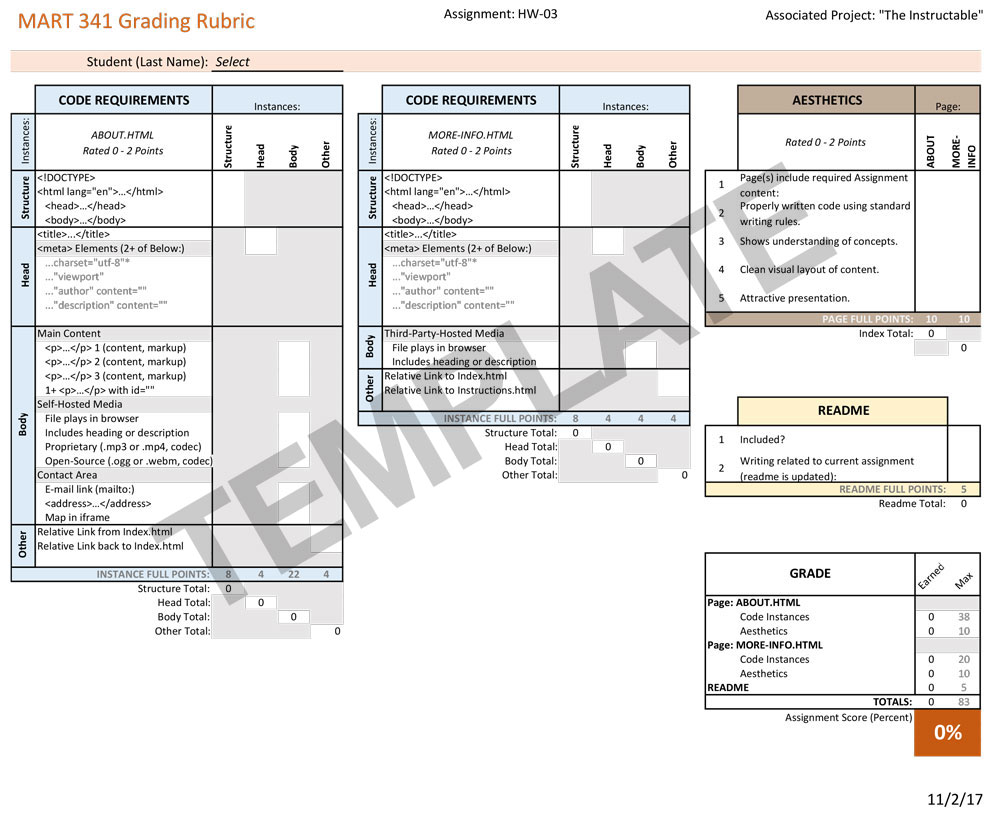 MART 341 Grading Rubric
Assignment: HW-03
Associated Project: "The Instructable"
Student (Last Name): Select
CODE REQUIREMENTS
Instances:
Instances:
ABOUT.HTML
Rated 0 - 2 Points
Structure
Head
Body
Other
Structure
<!DOCTYPE>
<html lang="en">…</html>
<head>…</head>
<body>…</body>
Head
<title>…</title>
<meta> Elements (2+ of Below:)
...charset="utf-8"*
..."viewport"
..."author" content=""
..."description" content=""
Body
Main Content
<p>…</p> 1 (content, markup)
<p>…</p> 2 (content, markup)
<p>…</p> 3 (content, markup)
1+ <p>…</p> with id=""
Self-Hosted Media
File plays in browser
Includes heading or description
Proprietary (.mp3 or .mp4, codec)
Open-Source (.ogg or .webm, codec)
Contact Area
E-mail link (mailto:)
<address>…</address>
Map in iframe
Other
Relative Link from Index.html
Relative Link back to Index.html
INSTANCE FULL POINTS: 8 4 22 4
Structure Total: 0
Head Total: 0
Body Total: 0
Other Total: 0
CODE REQUIREMENTS
Instances:
Instances:
MORE-INFO.HTML
Rated 0 - 2 Points
Structure
Head
Body
Other
Structure
<!DOCTYPE>
<html lang="en">…</html>
<head>…</head>
<body>…</body>
Head
<title>…</title>
<meta> Elements (2+ of Below:)
...charset="utf-8"*
..."viewport"
..."author" content=""
..."description" content=""
Body
Third-Party-Hosted Media
File plays in browser
Includes heading or description
Other
Relative Link to Index.html
Relative Link to Instructions.html
INSTANCE FULL POINTS: 8 4 4 4
Structure Total: 0
Head Total: 0
Body Total: 0
Other Total: 0
AESTHETICS
Page:
Rated 0 - 2 Points
ABOUT
MORE-
INFO
1 Page(s) include required Assignment
content:
2 Properly written code using standard
writing rules.
3 Shows understanding of concepts.
4 Clean visual layout of content.
5 Attractive presentation.
PAGE FULL POINTS: 10 10
Index Total: 0
0
README
1 Included?
2 Writing related to current assignment
(readme is updated):
README FULL POINTS: 5
Readme Total: 0
GRADE
Earned
Max
Page: ABOUT.HTML
Code Instances 0 38
Aesthetics 0 10
Page: MORE-INFO.HTML
Code Instances 0 20
Aesthetics 0 10
README 0 5
TOTALS: 0 83
Assignment Score (Percent)
0%
TEMPLATE
11/2/17